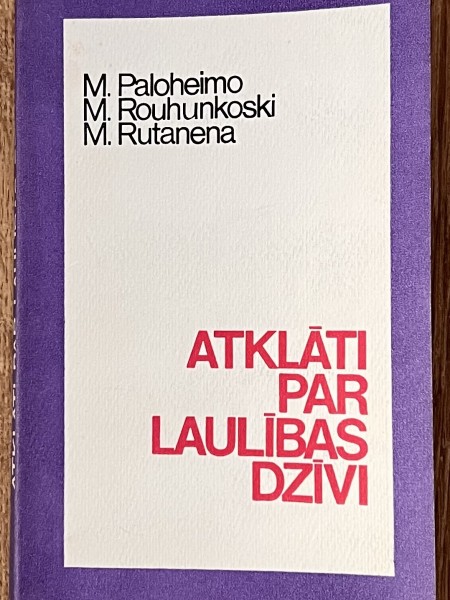 M. Paloheimo
M. Rouhunkoski
M. Rutanena
ATKLĀTI
PAR
LAULĪBAS
DZĪVI